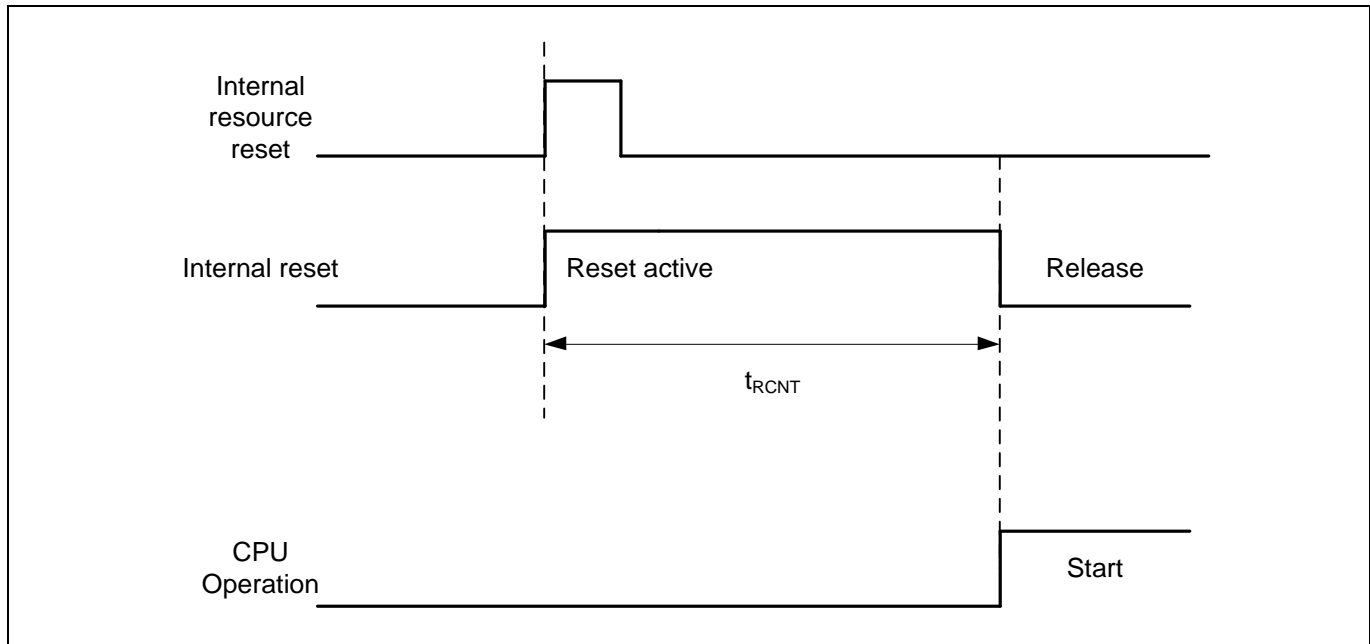 Internal
resource
reset
Internal reset
Reset active
Release
tRCNT
CPU
Operation
Start